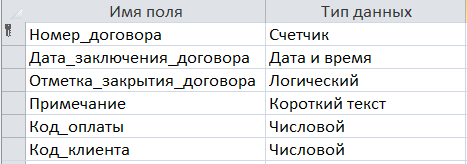 Имя поля Тип данных
Номер_договора Счетчик
Дата_заключения_договора Дата и время
Отметка_закрытия_договора Логический
Примечание Короткий текст
Код_оплаты Числовой
Код_клиента Числовой